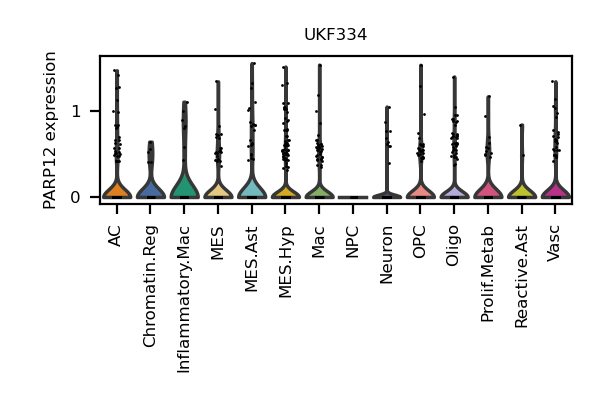 UKF334
PARP12 expression
1
0
AC
Chromatin.Reg
Inflammatory.Mac
MES
MES.Ast
MES.Hyp
Mac
NPC
Neuron
OPC
Oligo
Prolif.Metab
Reactive.Ast
Vasc